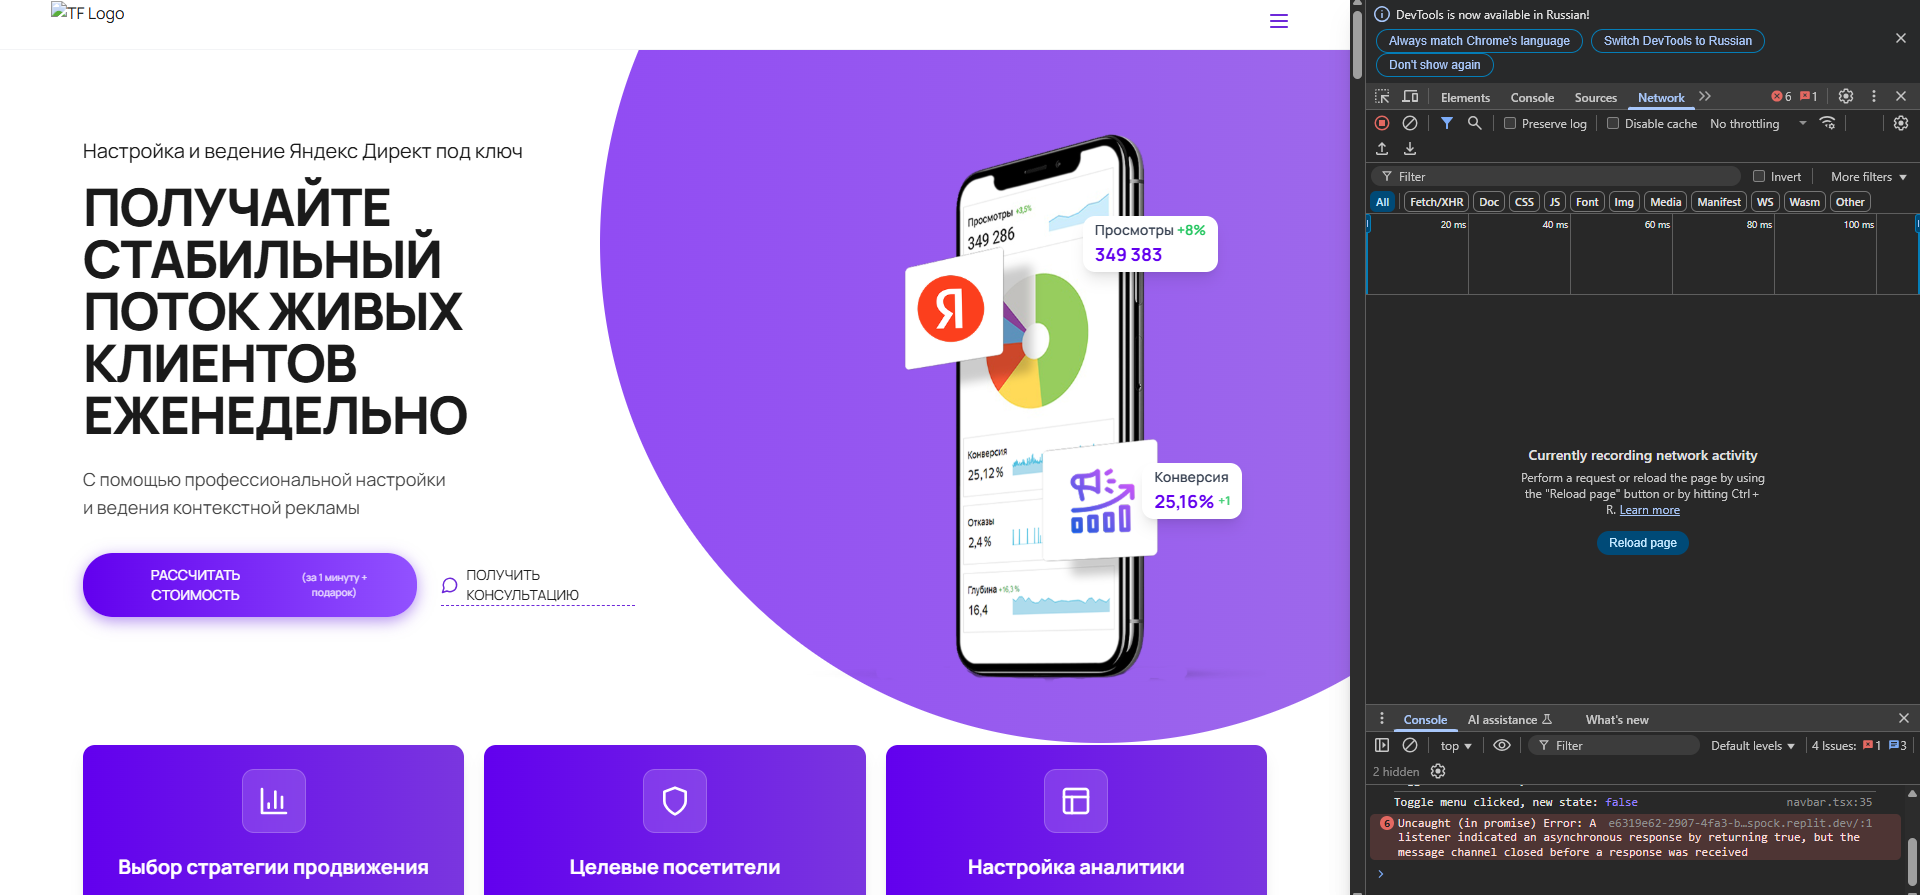 TF Logo
Настройка и ведение Яндекс Директ под ключ
ПОЛУЧАЙТЕ
СТАБИЛЬНЫЙ
ПОТОК ЖИВЫХ
КЛИЕНТОВ
ЕЖЕНЕДЕЛЬНО
С помощью профессиональной настройки
и ведения контекстной рекламы
РАССЧИТАТЬ
СТОИМОСТЬ
(за 1 минуту +
подарок)
ПОЛУЧИТЬ
КОНСУЛЬТАЦИЮ
Просмотры +3,5%
349 286
Просмотры +8%
349 383
Я
Конверсия
25,12%
Конверсия
25,16% +1
Отказы
2,4%
Глубина +16,3%
16,4
Выбор стратегии продвижения
Целевые посетители
Настройка аналитики
DevTools is now available in Russian!
Always match Chrome's language
Switch DevTools to Russian
Don't show again
Elements Console Sources Network 6 1
Preserve log Disable cache No throttling
Filter Invert More filters
All Fetch/XHR Doc CSS JS Font Img Media Manifest WS Wasm Other
20 ms 40 ms 60 ms 80 ms 100 ms
Currently recording network activity
Perform a request or reload the page by using
the "Reload page" button or by hitting Ctrl +
R. Learn more
Reload page
Console AI assistance What's new
top Filter Default levels 4 Issues: 1 3
2 hidden
Toggle menu clicked, new state: false navbar.tsx:35
6 Uncaught (in promise) Error: A e6319e62-2907-4fa3-b…spock.replit.dev/:1
listener indicated an asynchronous response by returning true, but the
message channel closed before a response was received